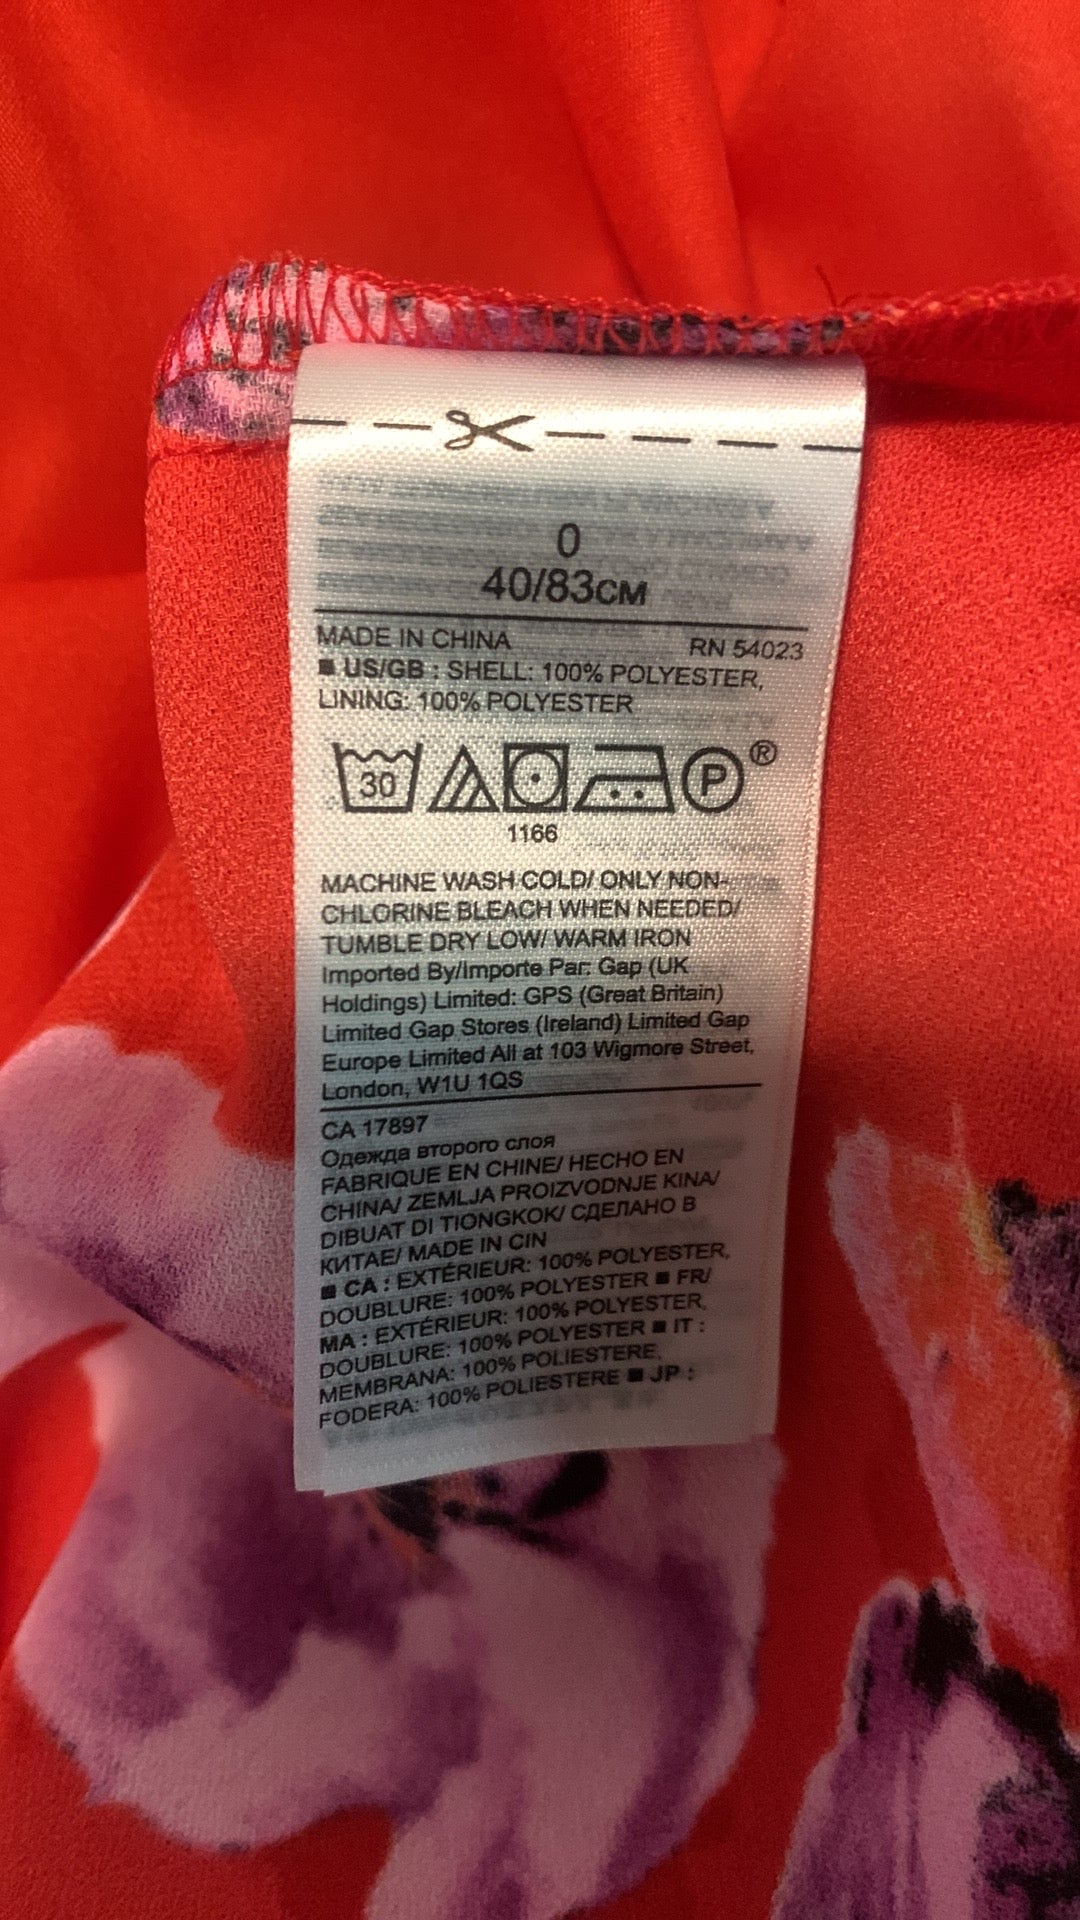 0
40/83CM
MADE IN CHINA RN 54023
■ US/GB : SHELL: 100% POLYESTER,
LINING: 100% POLYESTER
30 P ®
1166
MACHINE WASH COLD/ ONLY NON-
CHLORINE BLEACH WHEN NEEDED/
TUMBLE DRY LOW/ WARM IRON
Imported By/Importe Par: Gap (UK
Holdings) Limited: GPS (Great Britain)
Limited Gap Stores (Ireland) Limited Gap
Europe Limited All at 103 Wigmore Street,
London, W1U 1QS
CA 17897
Одежда второго слоя
FABRIQUE EN CHINE/ HECHO EN
CHINA/ ZEMLJA PROIZVODNJE KINA/
DIBUAT DI TIONGKOK/ СДЕЛАНО В
КИТАЕ/ MADE IN CIN
■ CA : EXTÉRIEUR: 100% POLYESTER,
DOUBLURE: 100% POLYESTER ■ FR/
MA : EXTÉRIEUR: 100% POLYESTER,
DOUBLURE: 100% POLYESTER ■ IT :
MEMBRANA: 100% POLIESTERE,
FODERA: 100% POLIESTERE ■ JP :